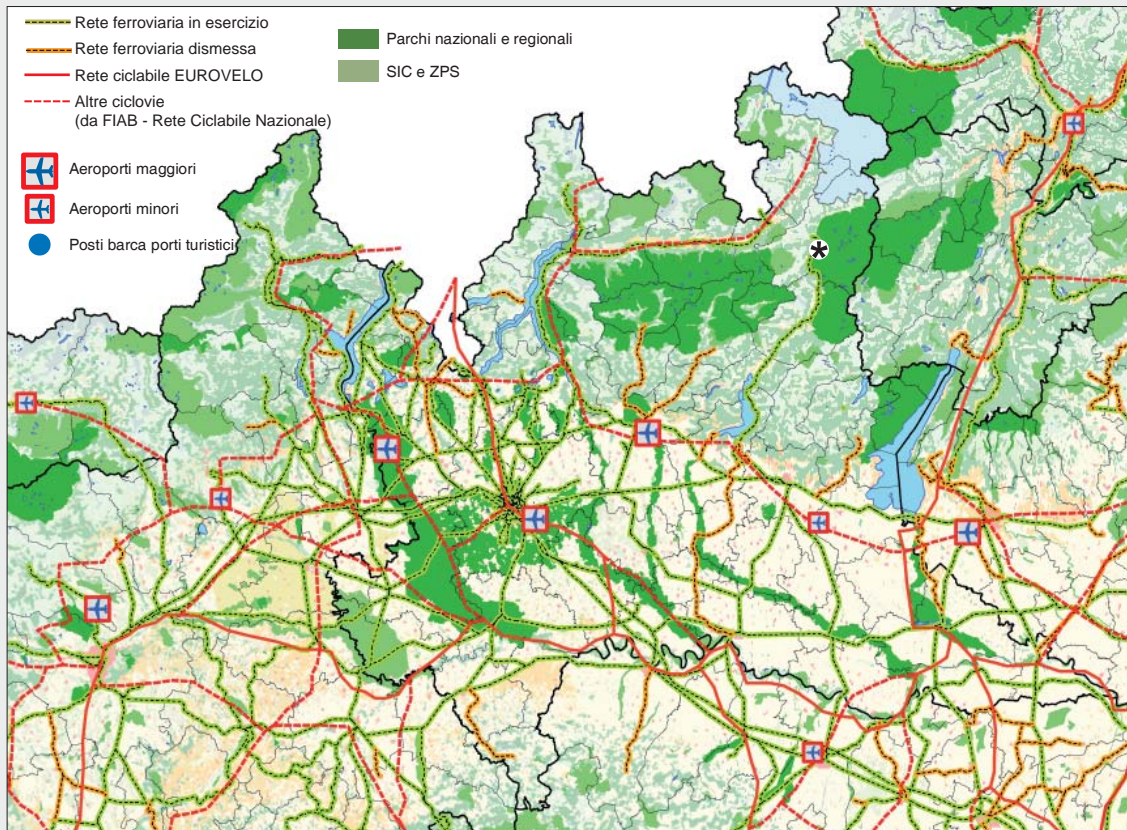 Rete ferroviaria in esercizio
Rete ferroviaria dismessa
Rete ciclabile EUROVELO
Altre ciclovie
(da FIAB - Rete Ciclabile Nazionale)
Aeroporti maggiori
Aeroporti minori
Posti barca porti turistici
Parchi nazionali e regionali
SIC e ZPS
*